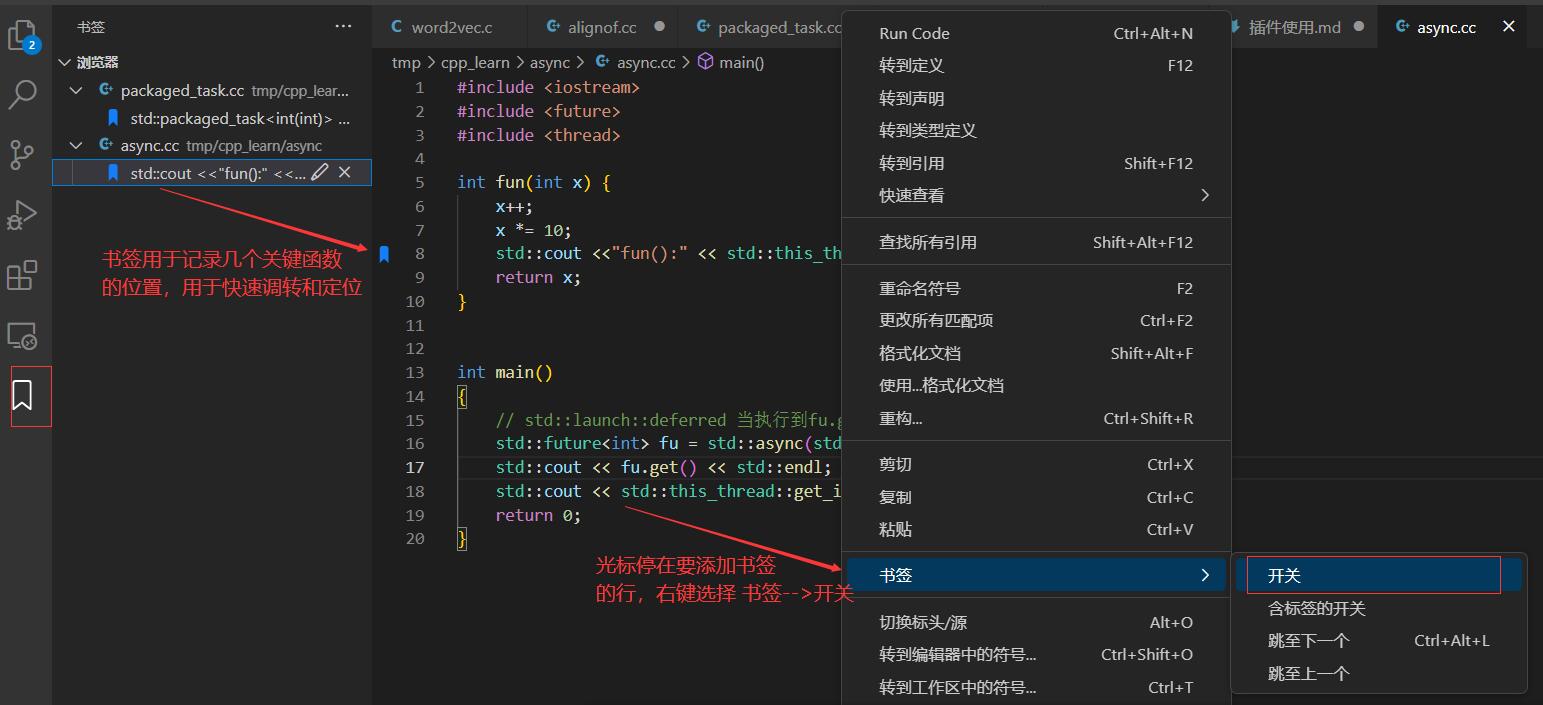 2
书签
···
浏览器
packaged_task.cc tmp/cpp_lear...
std::packaged_task<int(int)> ...
async.cc tmp/cpp_learn/async
std::cout <<"fun():" <<...
书签用于记录几个关键函数
的位置，用于快速调转和定位
C word2vec.c
alignof.cc
packaged_task.cc
插件使用.md
async.cc
tmp > cpp_learn > async > async.cc > main()
1 #include <iostream>
2 #include <future>
3 #include <thread>
4
5 int fun(int x) {
6 x++;
7 x *= 10;
8 std::cout <<"fun():" << std::this_th
9 return x;
10 }
11
12
13 int main()
14 {
15 // std::launch::deferred 当执行到fu.g
16 std::future<int> fu = std::async(std
17 std::cout << fu.get() << std::endl;
18 std::cout << std::this_thread::get_i
19 return 0;
20 }
光标停在要添加书签
的行，右键选择 书签-->开关
Run Code Ctrl+Alt+N
转到定义 F12
转到声明
转到类型定义
转到引用 Shift+F12
快速查看
查找所有引用 Shift+Alt+F12
重命名符号 F2
更改所有匹配项 Ctrl+F2
格式化文档 Shift+Alt+F
使用...格式化文档
重构... Ctrl+Shift+R
剪切 Ctrl+X
复制 Ctrl+C
粘贴 Ctrl+V
书签
切换标头/源 Alt+O
转到编辑器中的符号... Ctrl+Shift+O
转到工作区中的符号... Ctrl+T
开关
含标签的开关
跳至下一个 Ctrl+Alt+L
跳至上一个